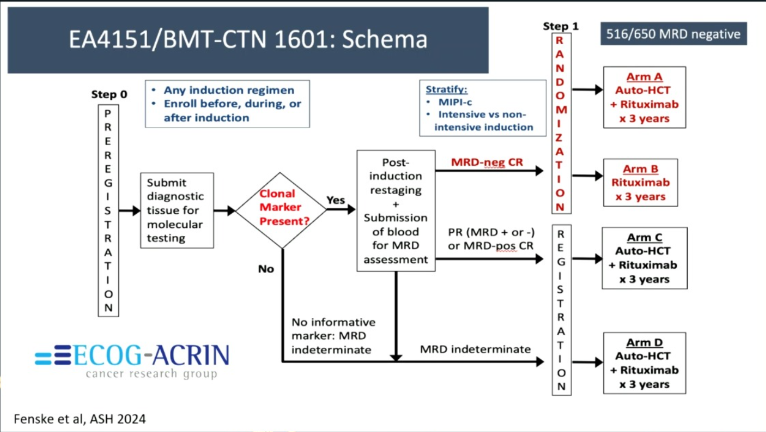 EA4151/BMT-CTN 1601: Schema
Step 1
516/650 MRD negative
Step 0
• Any induction regimen
• Enroll before, during, or
after induction
Stratify:
• MIPI-c
• Intensive vs non-
intensive induction
PREREGISTRATION
Submit
diagnostic
tissue for
molecular
testing
Clonal
Marker
Present?
Yes
No
Post-
induction
restaging
+
Submission
of blood
for MRD
assessment
MRD-neg CR
PR (MRD + or -)
or MRD-pos CR
No informative
marker: MRD
indeterminate
MRD indeterminate
RANDOMIZATION
REGISTRATION
Arm A
Auto-HCT
+ Rituximab
x 3 years
Arm B
Rituximab
x 3 years
Arm C
Auto-HCT
+ Rituximab
x 3 years
Arm D
Auto-HCT
+ Rituximab
x 3 years
ECOG-ACRIN
cancer research group
Fenske et al, ASH 2024